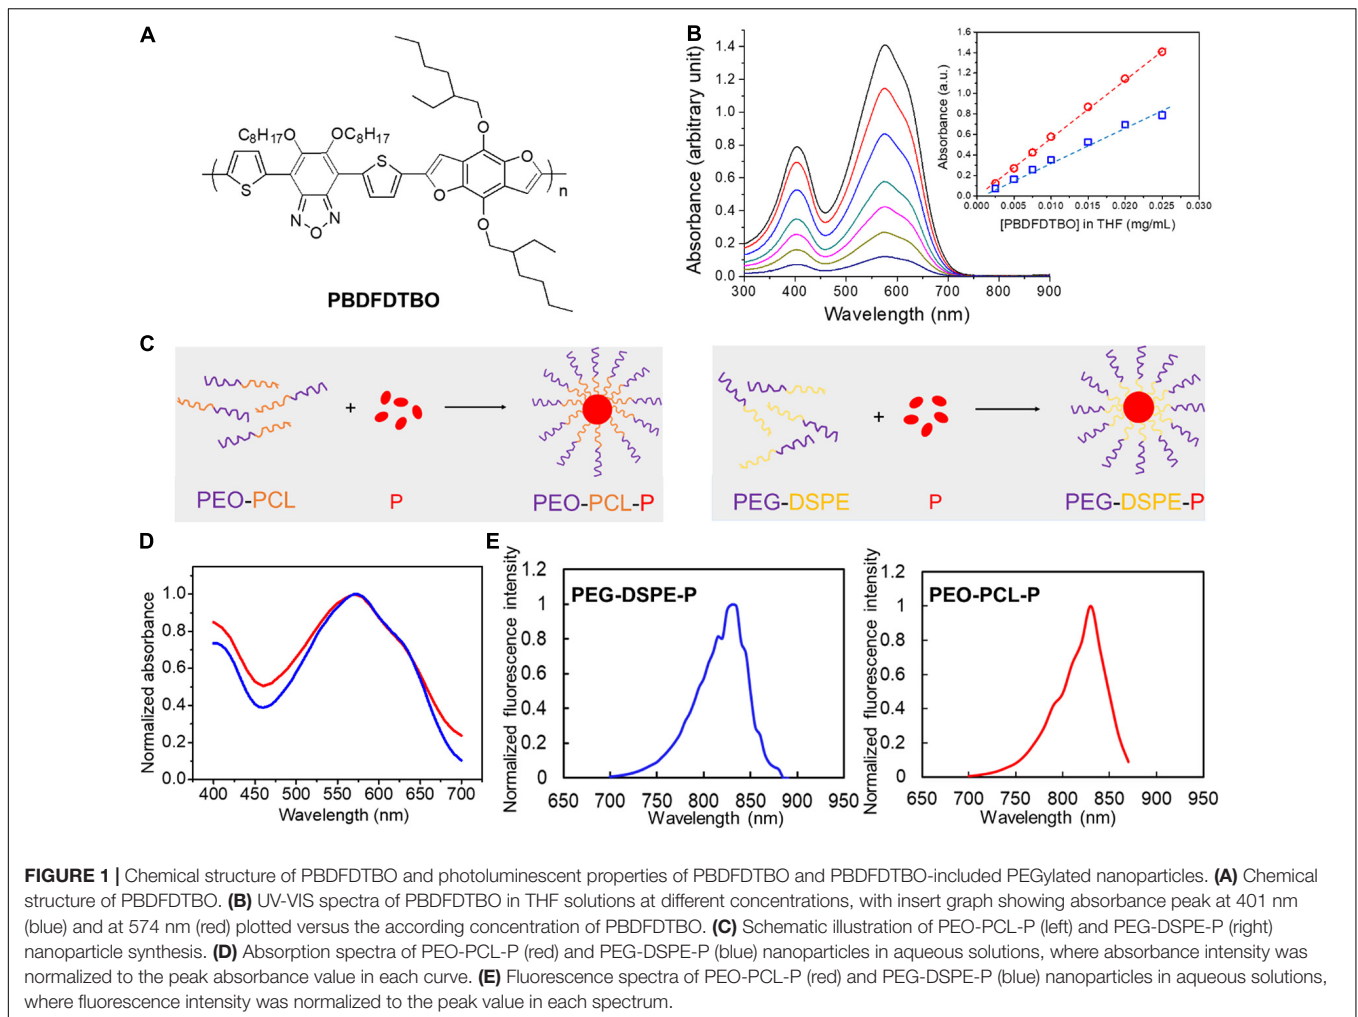 A
C₈H₁₇O
OC₈H₁₇
S
S
N
N
O
O
O
O
O
n
PBDFDTBO
B
Absorbance (arbitrary unit)
1.4
1.2
1.0
0.8
0.6
0.4
0.2
0.0
300 400 500 600 700 800 900
Wavelength (nm)
Absorbance (a.u.)
1.6
1.4
1.2
1.0
0.8
0.6
0.4
0.2
0.0
0.000 0.005 0.010 0.015 0.020 0.025 0.030
[PBDFDTBO] in THF (mg/mL)
C
+
PEO-PCL P PEO-PCL-P
+
PEG-DSPE P PEG-DSPE-P
D
Normalized absorbance
1.0
0.8
0.6
0.4
0.2
0.0
400 450 500 550 600 650 700
Wavelength (nm)
E
Normalized fluorescence intensity
1.2
1
0.8
0.6
0.4
0.2
0
PEG-DSPE-P
650 700 750 800 850 900 950
Wavelength (nm)
Normalized fluorescence intensity
1.2
1
0.8
0.6
0.4
0.2
0
PEO-PCL-P
650 700 750 800 850 900 950
Wavelength (nm)
FIGURE 1 | Chemical structure of PBDFDTBO and photoluminescent properties of PBDFDTBO and PBDFDTBO-included PEGylated nanoparticles. (A) Chemical
structure of PBDFDTBO. (B) UV-VIS spectra of PBDFDTBO in THF solutions at different concentrations, with insert graph showing absorbance peak at 401 nm
(blue) and at 574 nm (red) plotted versus the according concentration of PBDFDTBO. (C) Schematic illustration of PEO-PCL-P (left) and PEG-DSPE-P (right)
nanoparticle synthesis. (D) Absorption spectra of PEO-PCL-P (red) and PEG-DSPE-P (blue) nanoparticles in aqueous solutions, where absorbance intensity was
normalized to the peak absorbance value in each curve. (E) Fluorescence spectra of PEO-PCL-P (red) and PEG-DSPE-P (blue) nanoparticles in aqueous solutions,
where fluorescence intensity was normalized to the peak value in each spectrum.